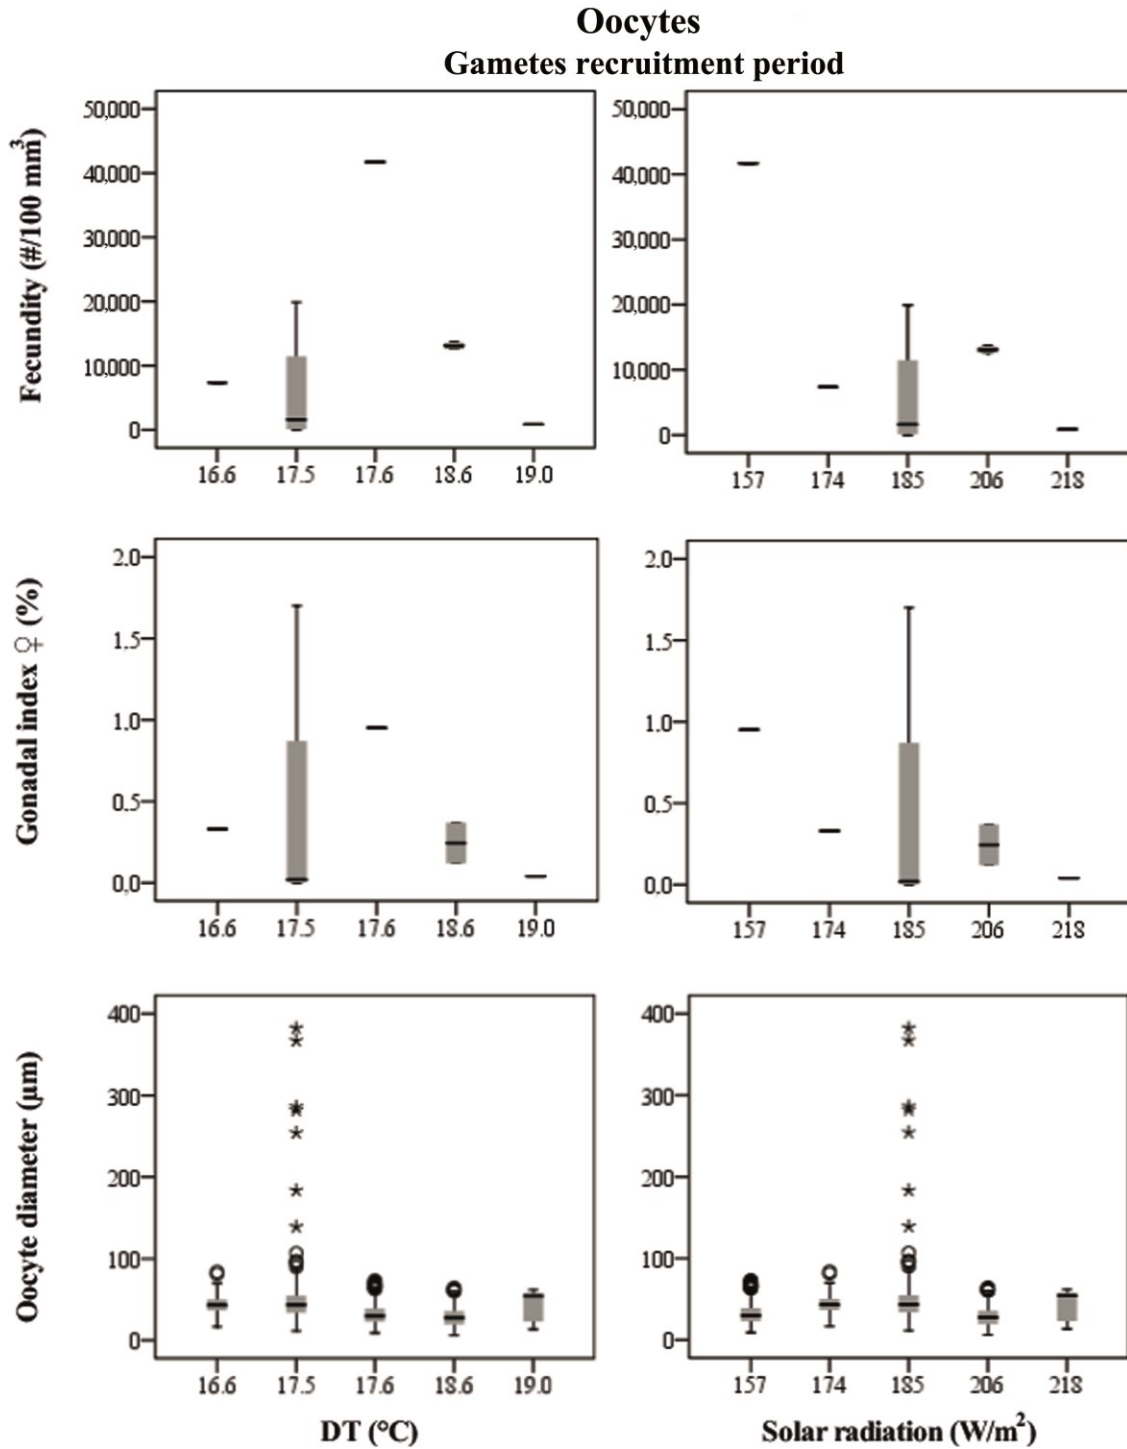 Oocytes
Gametes recruitment period
Fecundity (#/100 mm³)
50,000
40,000
30,000
20,000
10,000
0
16.6 17.5 17.6 18.6 19.0
50,000
40,000
30,000
20,000
10,000
0
157 174 185 206 218
Gonadal index ♀ (%)
2.0
1.5
1.0
0.5
0.0
16.6 17.5 17.6 18.6 19.0
2.0
1.5
1.0
0.5
0.0
157 174 185 206 218
Oocyte diameter (µm)
400
300
200
100
0
16.6 17.5 17.6 18.6 19.0
DT (°C)
400
300
200
100
0
157 174 185 206 218
Solar radiation (W/m²)